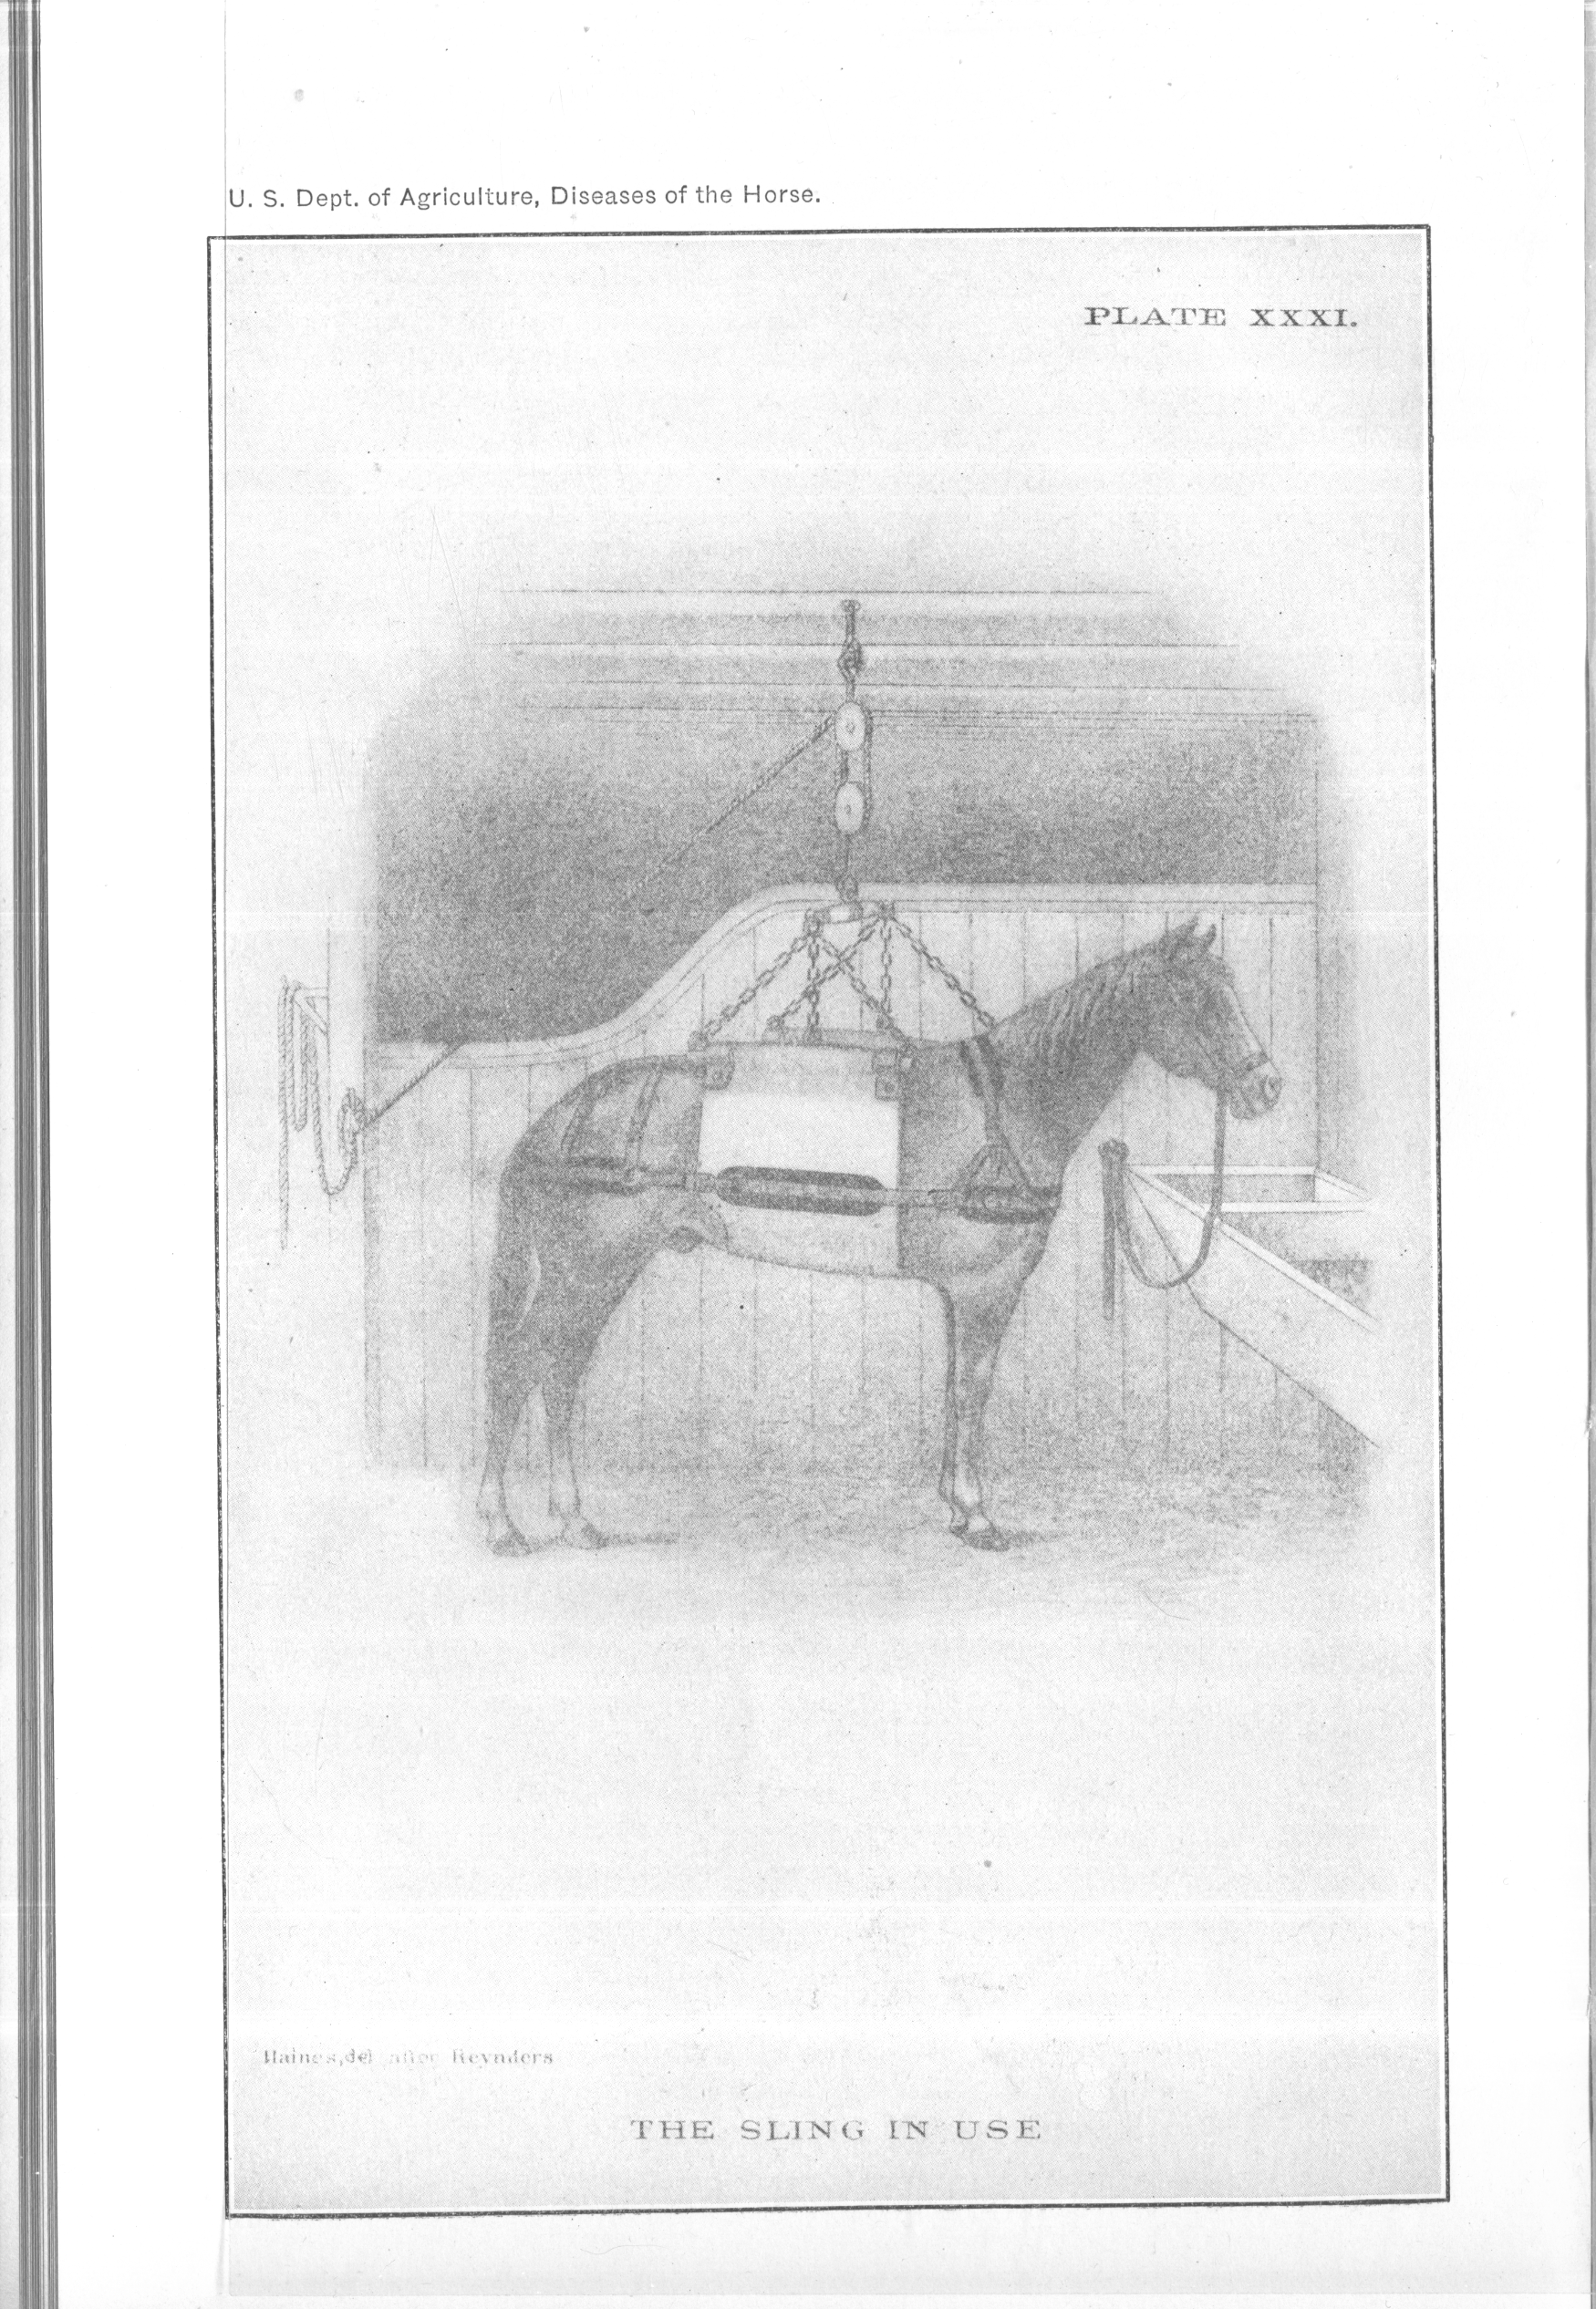 U. S. Dept. of Agriculture, Diseases of the Horse.
PLATE XXXI.
Haines, del after Reynders
THE SLING IN USE